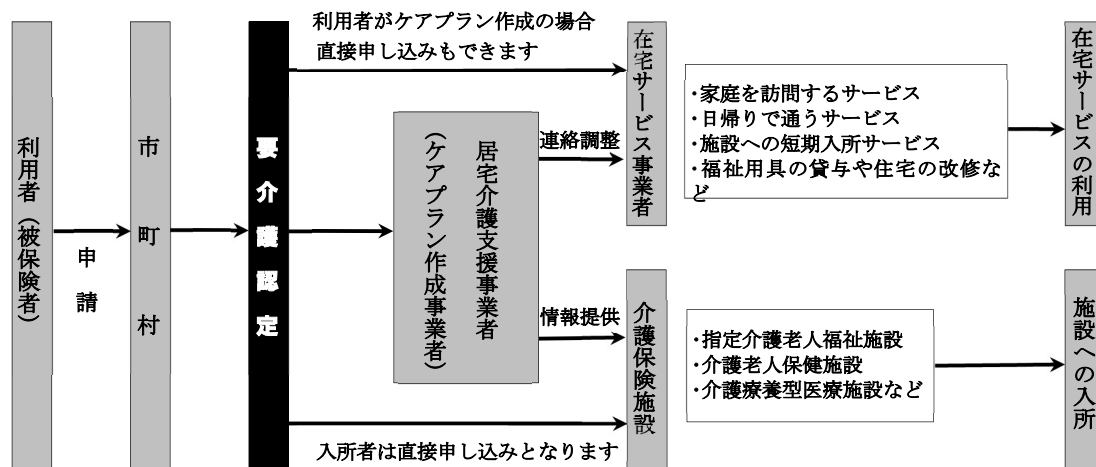 利用者（被保険者）
申請
市町村
要介護認定
利用者がケアプラン作成の場合
直接申し込みもできます
居宅介護支援事業者
（ケアプラン作成事業者）
連絡調整
情報提供
入所者は直接申し込みとなります
在宅サービス事業者
・家庭を訪問するサービス
・日帰りで通うサービス
・施設への短期入所サービス
・福祉用具の貸与や住宅の改修な
ど
在宅サービスの利用
介護保険施設
・指定介護老人福祉施設
・介護老人保健施設
・介護療養型医療施設など
施設への入所